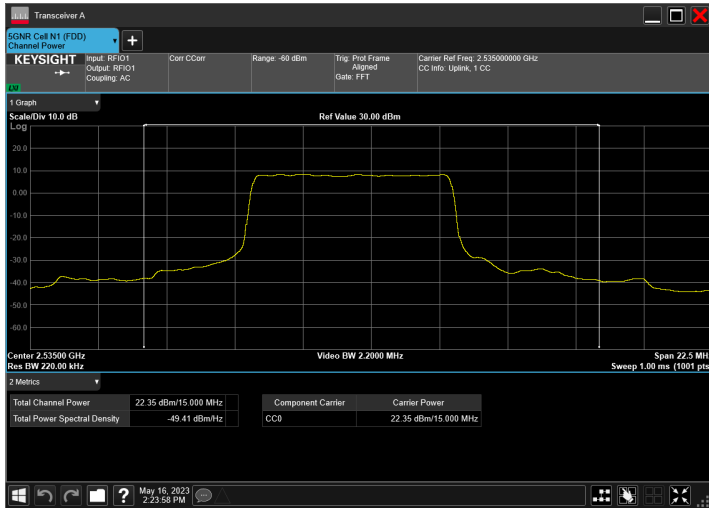 Transceiver A
5GNR Cell N1 (FDD)
Channel Power
KEYSIGHT
LXI
Input: RFIO1
Output: RFIO1
Coupling: AC
Corr CCorr
Range: -60 dBm
Trig: Prot Frame
Aligned
Gate: FFT
Carrier Ref Freq: 2.535000000 GHz
CC Info: Uplink, 1 CC
1 Graph
Scale/Div 10.0 dB
Ref Value 30.00 dBm
Log
20.0
10.0
0.00
-10.0
-20.0
-30.0
-40.0
-50.0
-60.0
Center 2.53500 GHz
Video BW 2.2000 MHz
Span 22.5 MH
Res BW 220.00 kHz
Sweep 1.00 ms (1001 pts
2 Metrics
Total Channel Power 22.35 dBm/15.000 MHz
Total Power Spectral Density -49.41 dBm/Hz
Component Carrier Carrier Power
CC0 22.35 dBm/15.000 MHz
May 16, 2023
2:23:58 PM